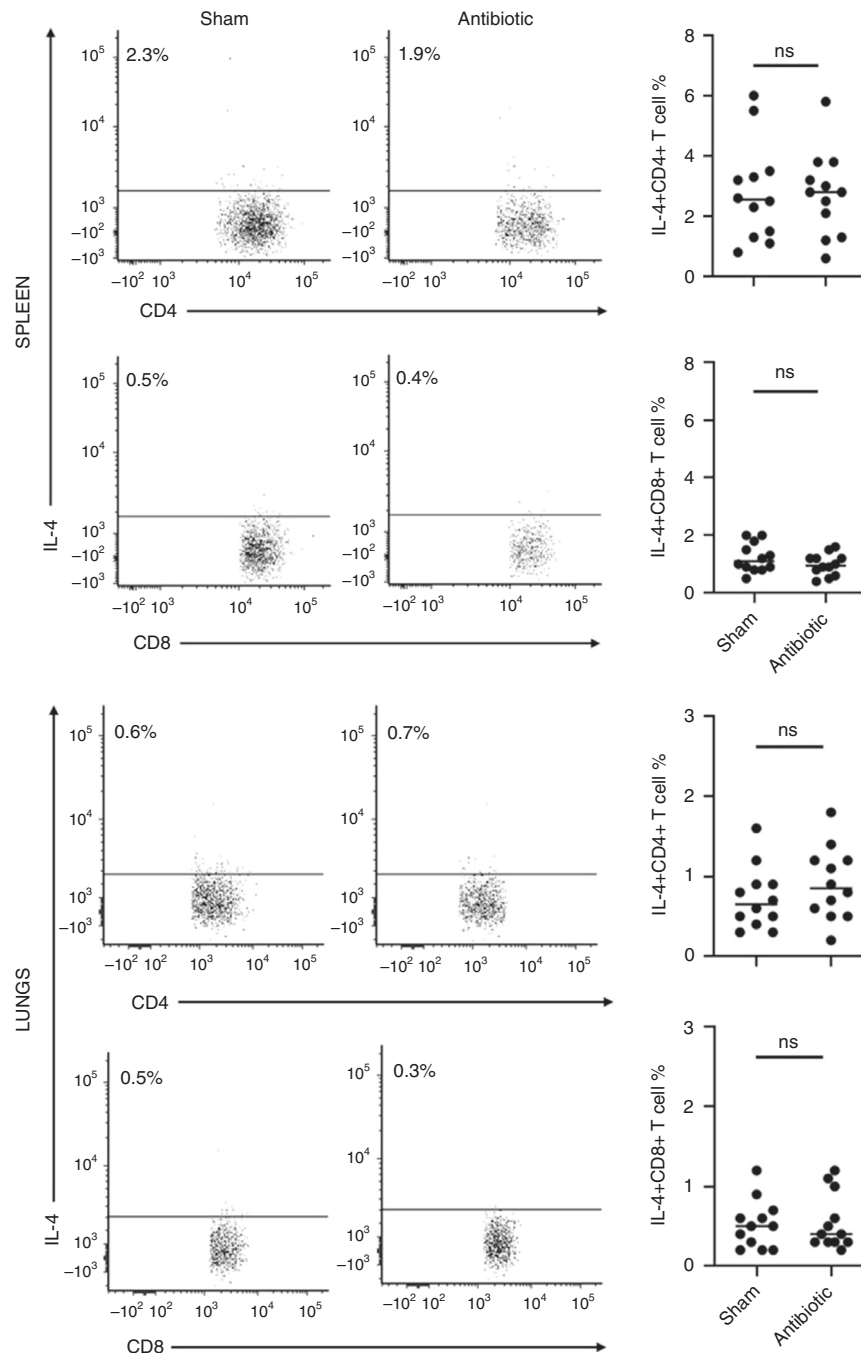 Sham Antibiotic
SPLEEN
IL-4
2.3%
10⁵
10⁴
10³
−10²
−10³
−10² 10³ 10⁴ 10⁵
1.9%
10⁵
10⁴
10³
−10²
−10³
−10² 10³ 10⁴ 10⁵
CD4
IL-4+CD4+ T cell %
8
6
4
2
0
ns
0.5%
10⁵
10⁴
10³
−10²
−10³
−10² 10³ 10⁴ 10⁵
0.4%
10⁵
10⁴
10³
−10²
−10³
−10² 10³ 10⁴ 10⁵
CD8
IL-4+CD8+ T cell %
8
6
4
2
0
ns
Sham
Antibiotic
LUNGS
IL-4
0.6%
10⁵
10⁴
10³
−10³
−10² 10² 10³ 10⁴ 10⁵
0.7%
10⁵
10⁴
10³
−10³
−10² 10² 10³ 10⁴ 10⁵
CD4
IL-4+CD4+ T cell %
3
2
1
0
ns
0.5%
10⁵
10⁴
10³
−10³
−10² 10² 10³ 10⁴ 10⁵
0.3%
10⁵
10⁴
10³
−10³
−10² 10² 10³ 10⁴ 10⁵
CD8
IL-4+CD8+ T cell %
3
2
1
0
ns
Sham
Antibiotic